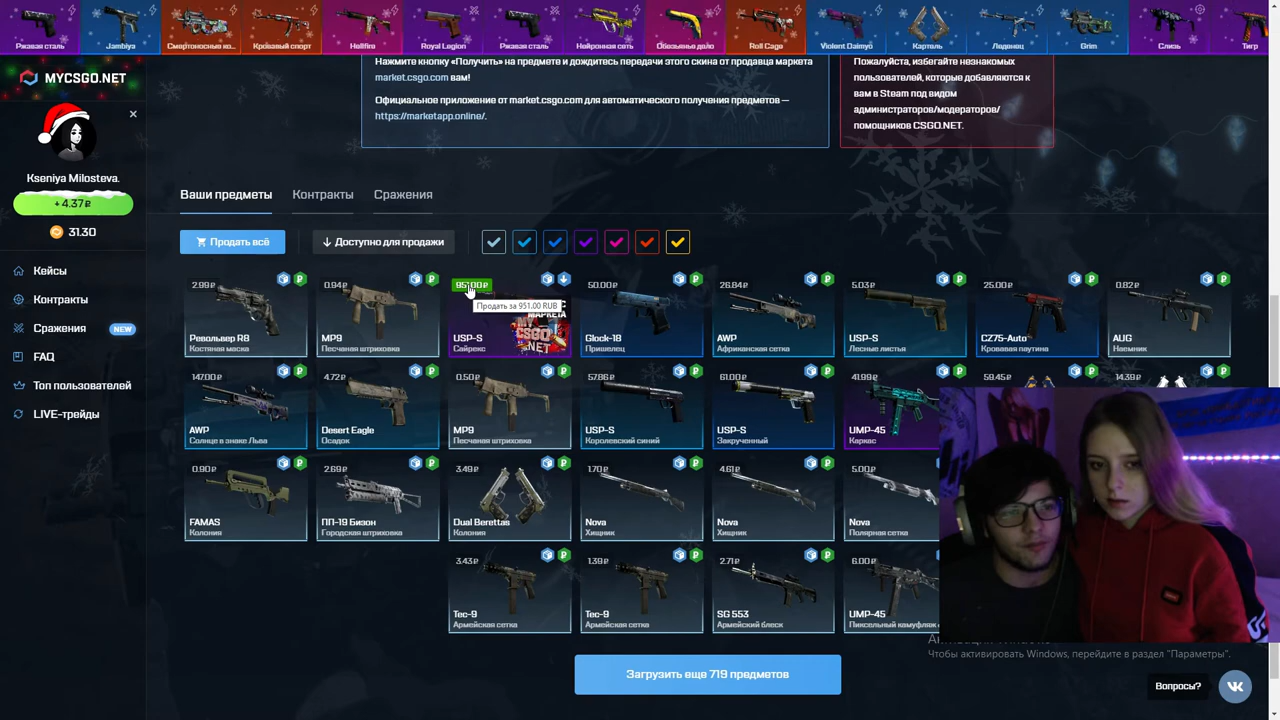 Ржавая сталь
Jambiya
Смертоносные ко...
Кровавый спорт
Hellfire
Royal Legion
Ржавая сталь
Нейронная сеть
Обезьянье дело
Roll Cage
Violent Daimyo
Картель
Леденец
Grim
Слизь
Тигр
MYCSGO.NET
Kseniya Milosteva.
+ 4.37₽
31.30
Кейсы
Контракты
Сражения
NEW
FAQ
Топ пользователей
LIVE-трейды
Нажмите кнопку «Получить» на предмете и дождитесь передачи этого скина от продавца маркета
market.csgo.com вам!
Официальное приложение от market.csgo.com для автоматического получения предметов —
https://marketapp.online/.
Пожалуйста, избегайте незнакомых
пользователей, которые добавляются к
вам в Steam под видом
администраторов/модераторов/
помощников CSGO.NET.
Ваши предметы
Контракты
Сражения
Продать всё
Доступно для продажи
2.99₽
Револьвер R8
Костяная маска
0.94₽
MP9
Песчаная штриховка
951.00₽
Продать за 951.00 RUB
МАРКЕТА
MY
CSGO
.NET
USP-S
Сайрекс
50.00₽
Glock-18
Пришелец
26.84₽
AWP
Африканская сетка
5.03₽
USP-S
Лесные листья
25.00₽
CZ75-Auto
Кровавая паутина
0.82₽
AUG
Наемник
147.00₽
AWP
Солнце в знаке Льва
4.72₽
Desert Eagle
Осадок
0.50₽
MP9
Песчаная штриховка
57.86₽
USP-S
Королевский синий
61.00₽
USP-S
Закрученный
41.99₽
UMP-45
Каркас
59.45₽
14.39₽
0.90₽
FAMAS
Колония
2.69₽
ПП-19 Бизон
Городская штриховка
3.49₽
Dual Berettas
Колония
1.70₽
Nova
Хищник
4.61₽
Nova
Хищник
5.00₽
Nova
Полярная сетка
3.43₽
Tec-9
Армейская сетка
1.39₽
Tec-9
Армейская сетка
2.71₽
SG 553
Армейский блеск
6.00₽
UMP-45
Пиксельный камуфляж
Загрузить еще 719 предметов
Чтобы активировать Windows, перейдите в раздел "Параметры".
Вопросы?